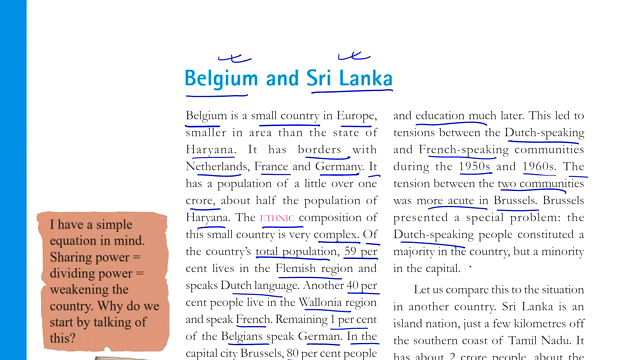 Belgium and Sri Lanka
Belgium is a small country in Europe,
smaller in area than the state of
Haryana. It has borders with
Netherlands, France and Germany. It
has a population of a little over one
crore, about half the population of
Haryana. The ETHNIC composition of
this small country is very complex. Of
the country's total population, 59 per
cent lives in the Flemish region and
speaks Dutch language. Another 40 per
cent people live in the Wallonia region
and speak French. Remaining 1 per cent
of the Belgians speak German. In the
capital city Brussels, 80 per cent people
and education much later. This led to
tensions between the Dutch-speaking
and French-speaking communities
during the 1950s and 1960s. The
tension between the two communities
was more acute in Brussels. Brussels
presented a special problem: the
Dutch-speaking people constituted a
majority in the country, but a minority
in the capital.
Let us compare this to the situation
in another country. Sri Lanka is an
island nation, just a few kilometres off
the southern coast of Tamil Nadu. It
has about 2 crore people, about the
I have a simple
equation in mind.
Sharing power =
dividing power =
weakening the
country. Why do we
start by talking of
this?